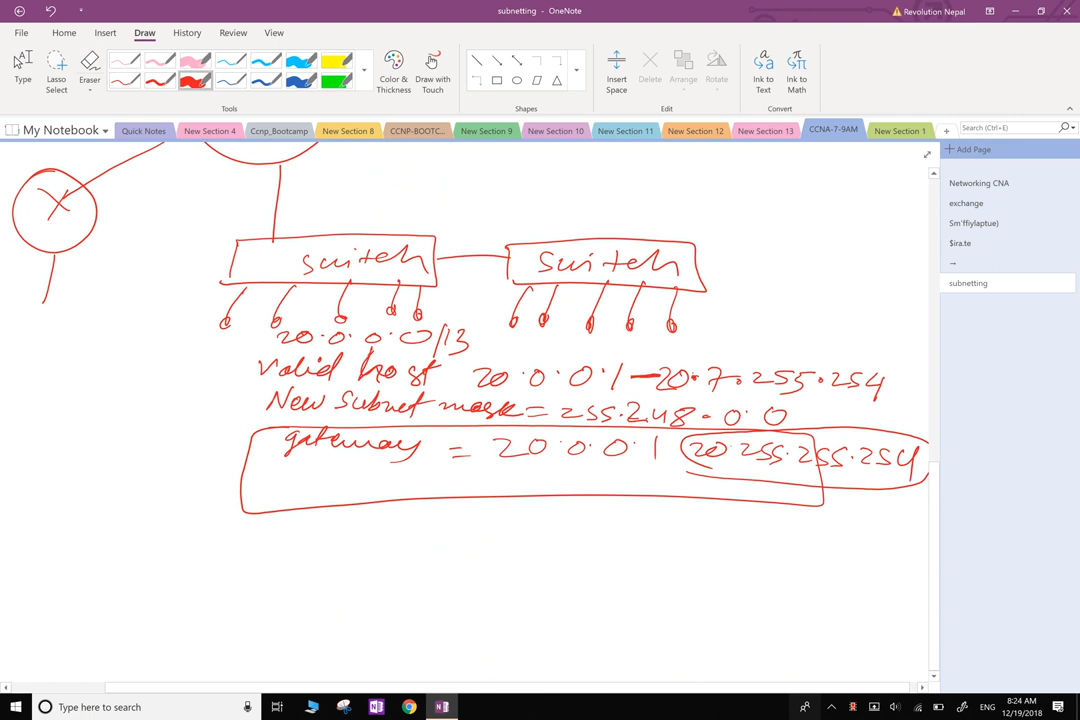 subnetting - OneNote
Revolution Nepal
File Home Insert Draw History Review View
Type
Lasso Select
Eraser
Color & Thickness
Draw with Touch
Insert Space
Delete
Arrange
Rotate
Ink to Text
Ink to Math
Tools
Shapes
Edit
Convert
My Notebook Quick Notes New Section 4 Ccnp_Bootcamp New Section 8 CCNP-BOOTC... New Section 9 New Section 10 New Section 11 New Section 12 New Section 13 CCNA-7-9AM New Section 1
Search (Ctrl+E)
Add Page
Networking CNA
exchange
Sm'ffiylaptue)
$ira.te
→
subnetting
switch switch
20.0.0.0/13
valid host 20.0.0.1-20.7.255.254
New subnet mask = 255.248.0.0
gateway = 20.0.0.1 20.255.255.254
Type here to search
ENG
8:24 AM
12/19/2018